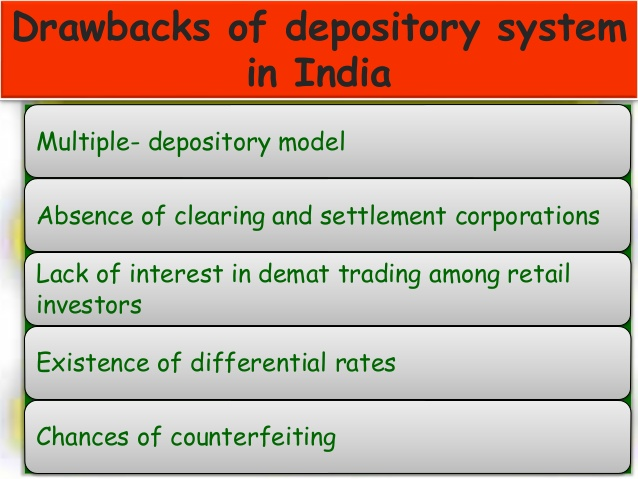 Drawbacks of depository system
in India
Multiple- depository model
Absence of clearing and settlement corporations
Lack of interest in demat trading among retail
investors
Existence of differential rates
Chances of counterfeiting